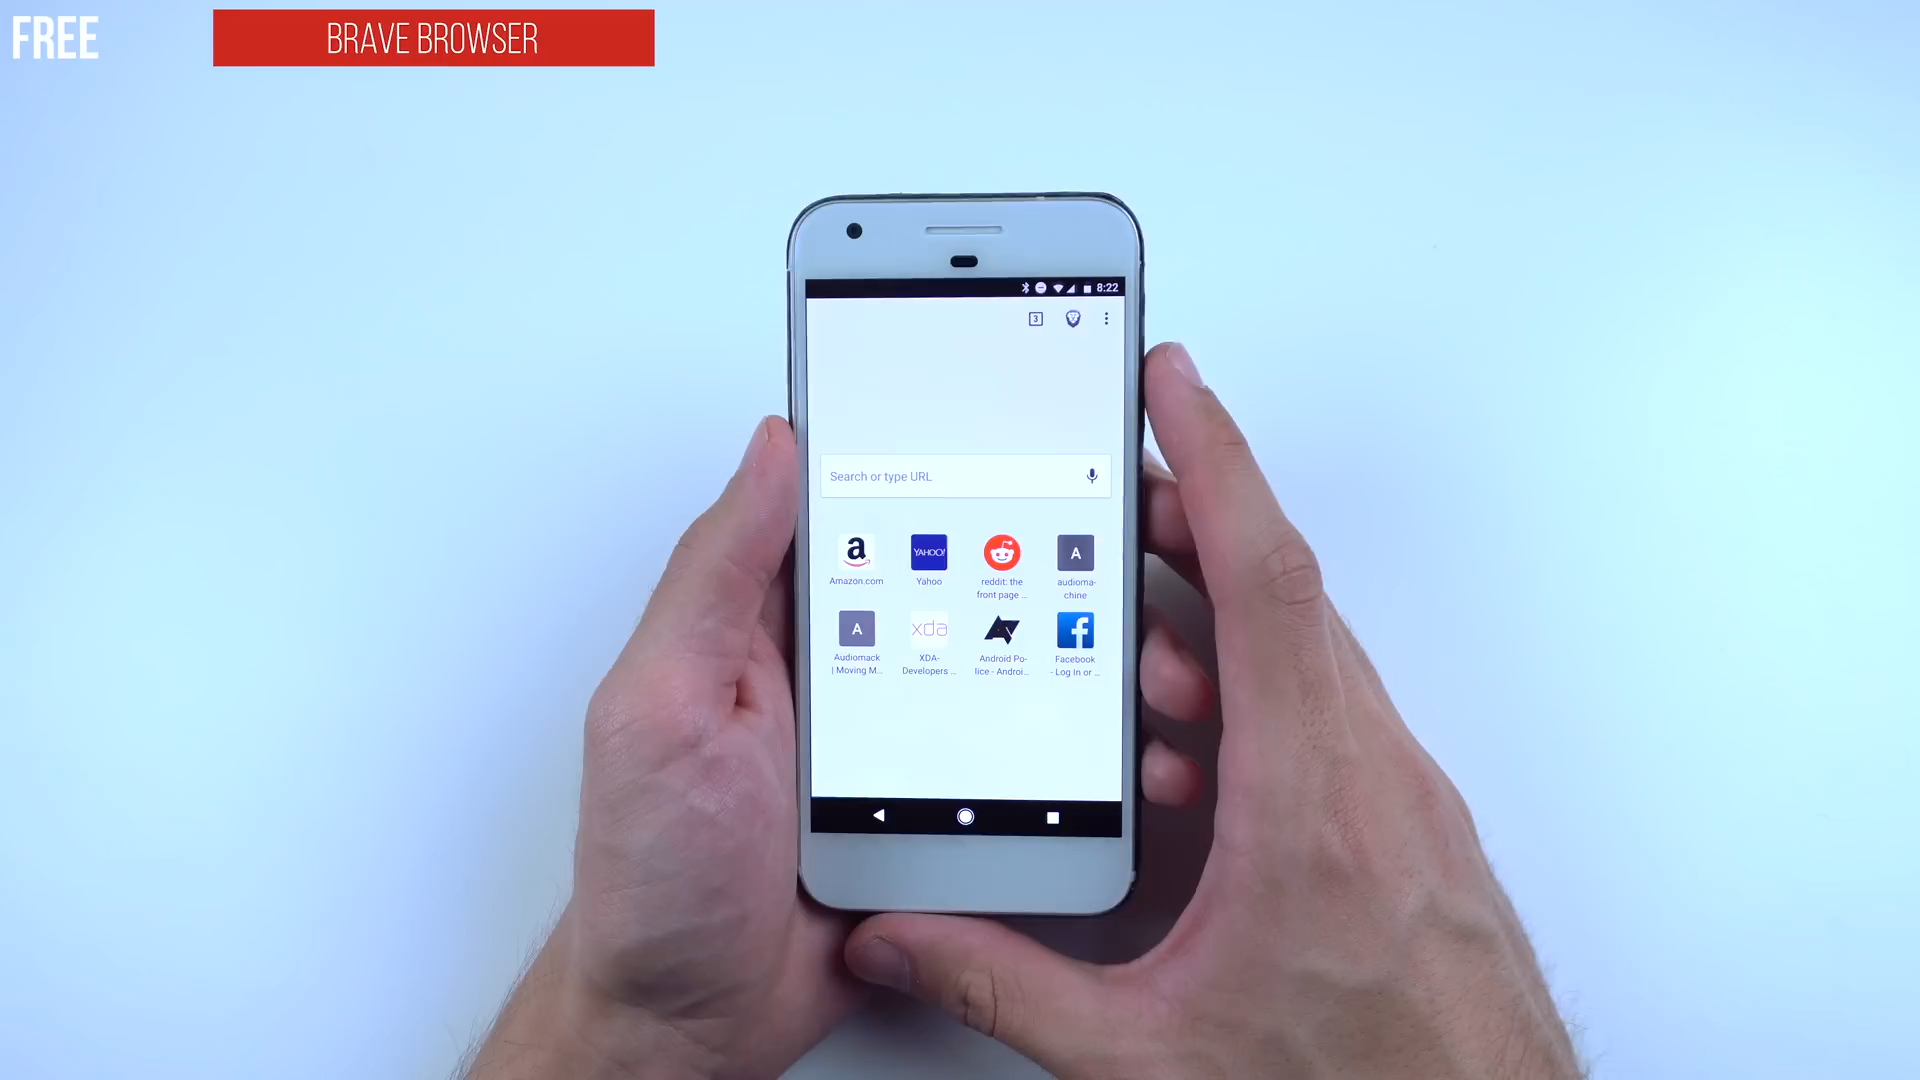 FREE
BRAVE BROWSER
8:22
3
Search or type URL
a
YAHOO!
A
Amazon.com
Yahoo
reddit: the
front page ...
audioma-
chine
A
xda
Audiomack
| Moving M...
XDA-
Developers ...
Android Po-
lice - Androi...
Facebook
- Log in or ...